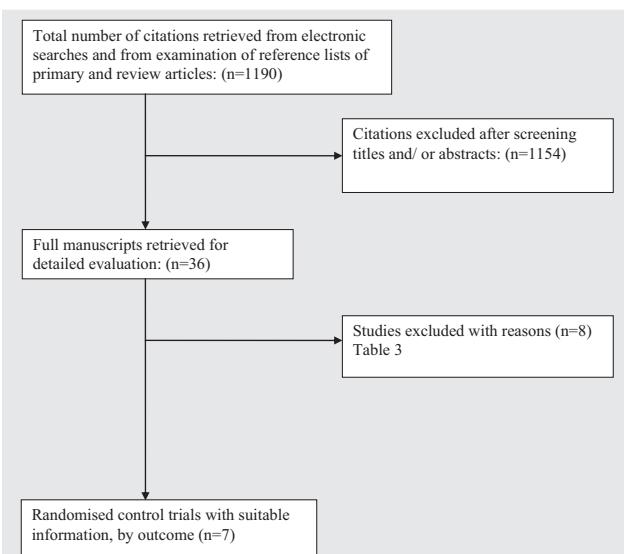 Total number of citations retrieved from electronic
searches and from examination of reference lists of
primary and review articles: (n=1190)
Citations excluded after screening
titles and/ or abstracts: (n=1154)
Full manuscripts retrieved for
detailed evaluation: (n=36)
Studies excluded with reasons (n=8)
Table 3
Randomised control trials with suitable
information, by outcome (n=7)